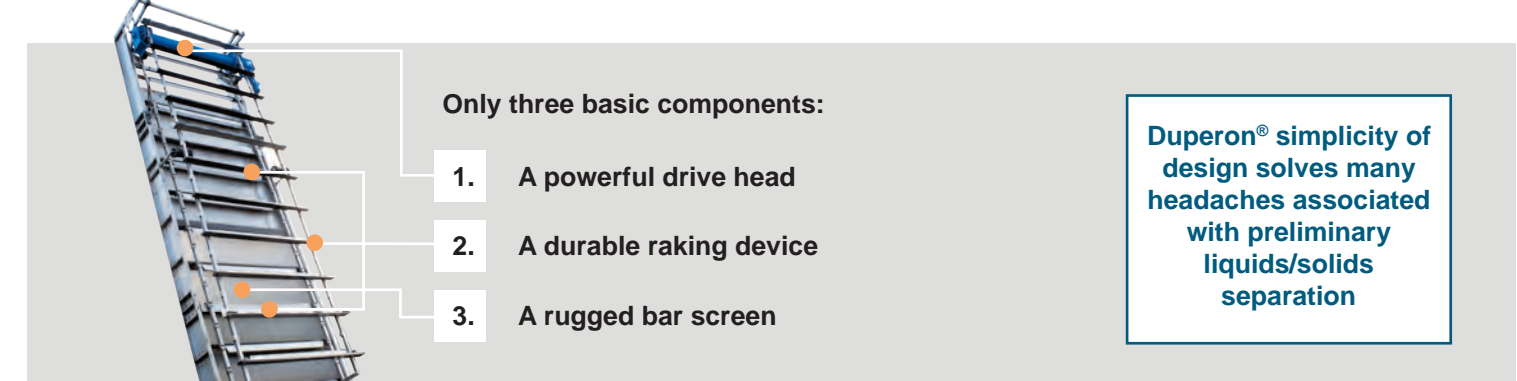 Only three basic components:
1. A powerful drive head
2. A durable raking device
3. A rugged bar screen
Duperon® simplicity of
design solves many
headaches associated
with preliminary
liquids/solids
separation